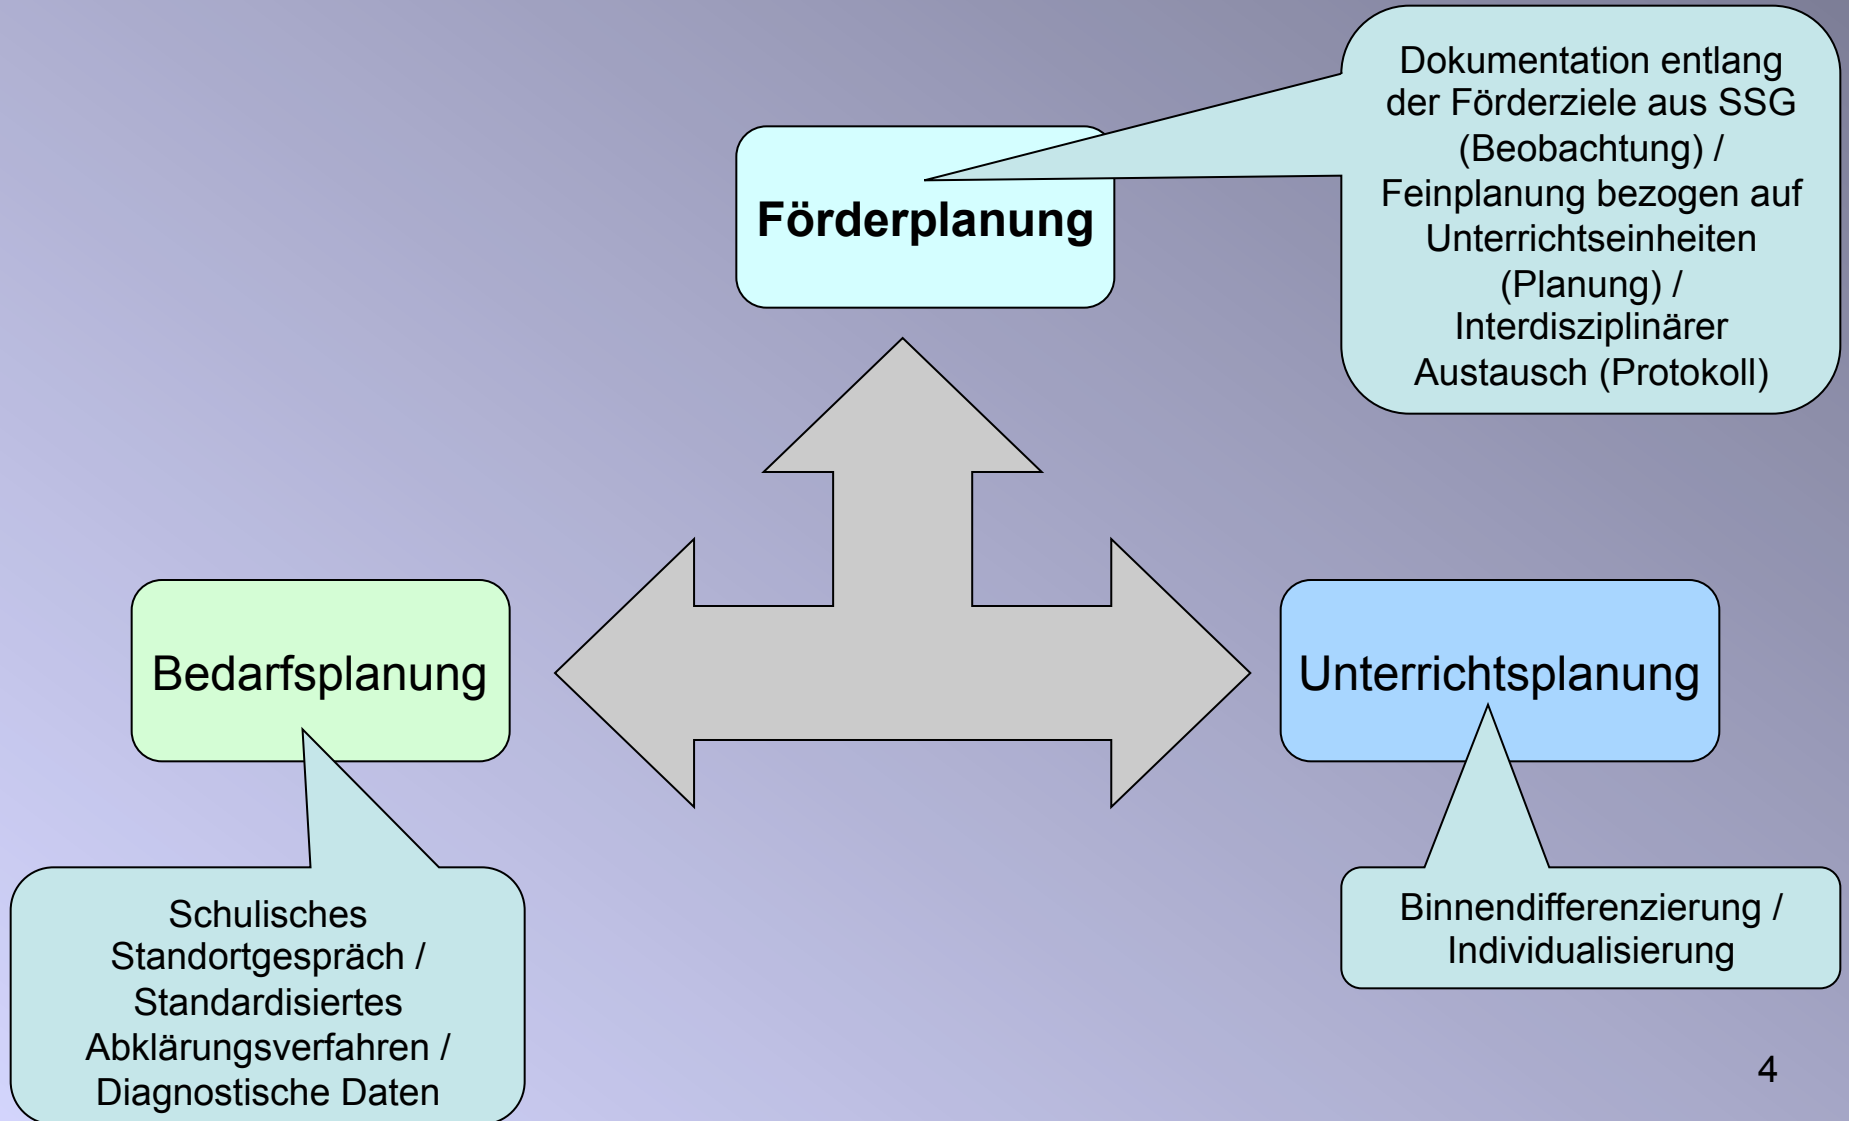 Dokumentation entlang
der Förderziele aus SSG
(Beobachtung) /
Feinplanung bezogen auf
Unterrichtseinheiten
(Planung) /
Interdisziplinärer
Austausch (Protokoll)
Förderplanung
Bedarfsplanung
Unterrichtsplanung
Schulisches
Standortgespräch /
Standardisiertes
Abklärungsverfahren /
Diagnostische Daten
Binnendifferenzierung /
Individualisierung
4